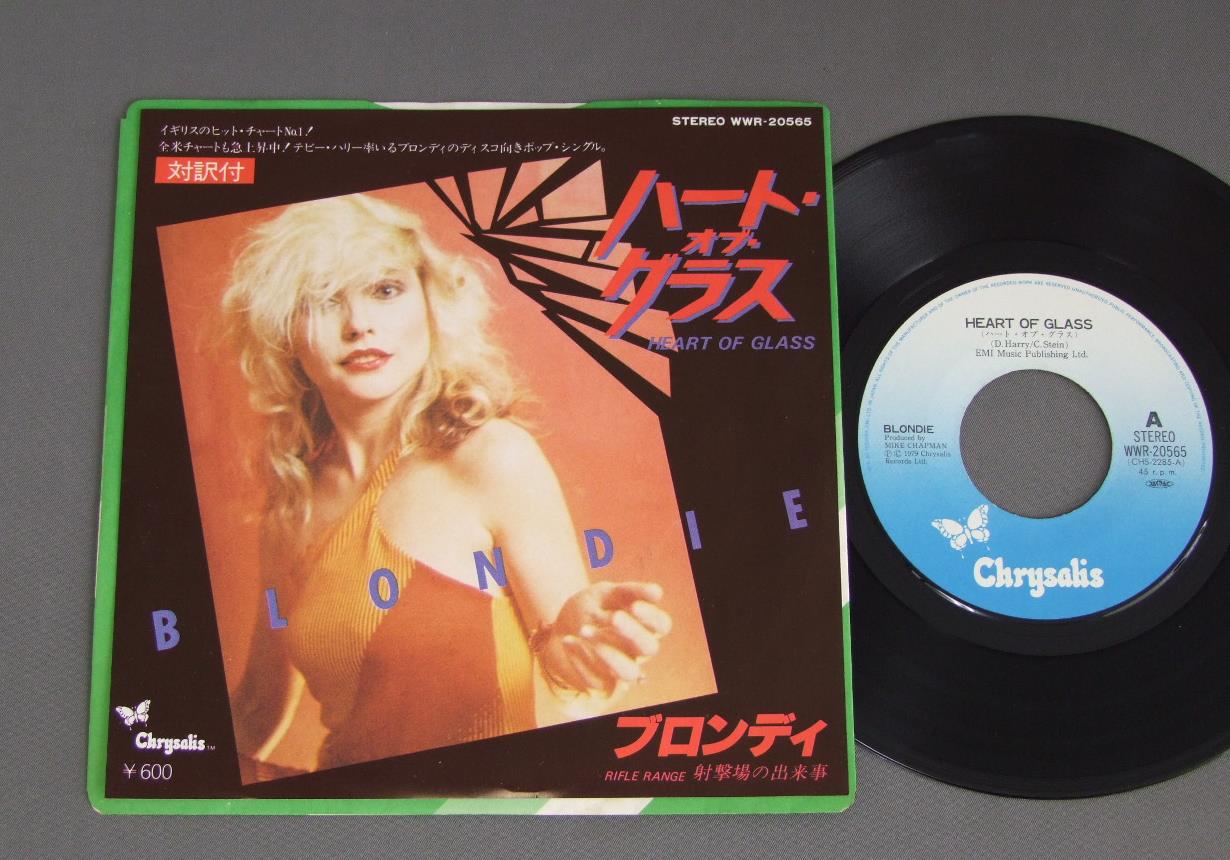 イギリスのヒット・チャートNo.1!
全米チャートも急上昇中!デビー・ハリー率いるブロンディのディスコ向きポップ・シングル。
対訳付
STEREO WWR-20565
ハート・
オブ・
グラス
HEART OF GLASS
BLONDIE
Chrysalis TM
¥600
ブロンディ
RIFLE RANGE 射撃場の出来事
HEART OF GLASS
(ハート・オブ・グラス)
(D. Harry/C. Stein)
EMI Music Publishing Ltd.
BLONDIE
Produced by
MIKE CHAPMAN
Ⓟ Ⓒ 1979 Chrysalis
Records Ltd.
A
STEREO
WWR-20565
(CHS-2285-A)
45 r.p.m.
JASRAC
Chrysalis